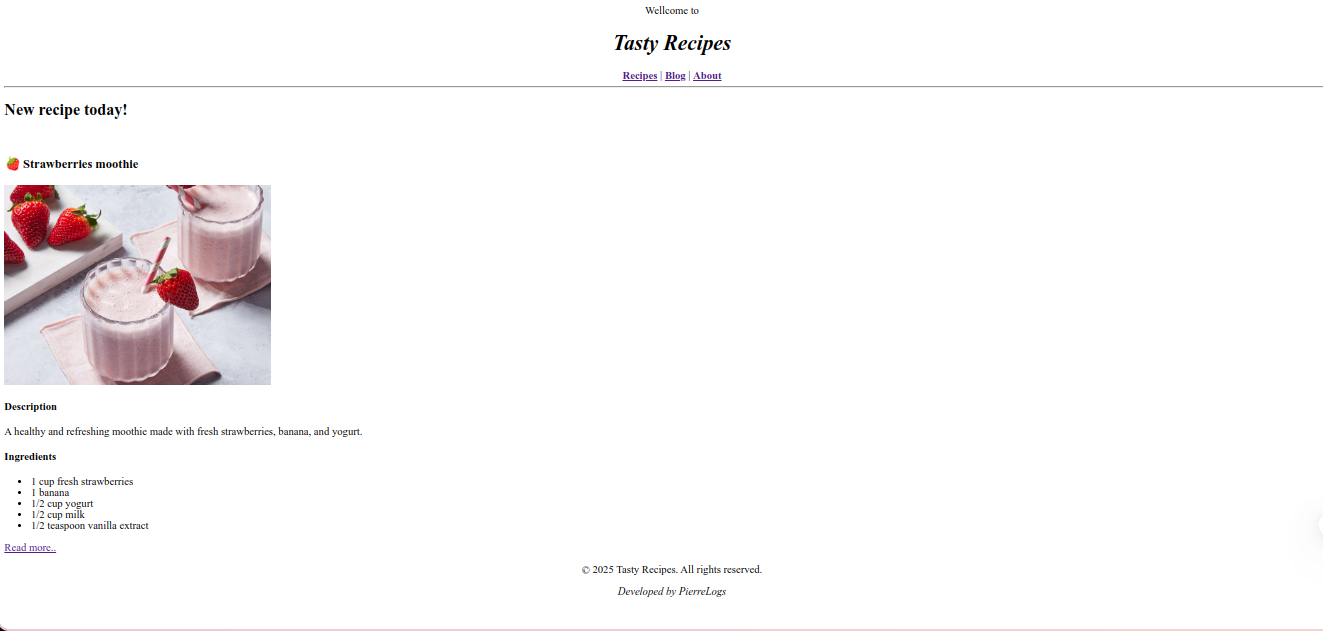 Wellcome to
Tasty Recipes
Recipes | Blog | About
New recipe today!
🍓 Strawberries moothie
Description
A healthy and refreshing moothie made with fresh strawberries, banana, and yogurt.
Ingredients
• 1 cup fresh strawberries
• 1 banana
• 1/2 cup yogurt
• 1/2 cup milk
• 1/2 teaspoon vanilla extract
Read more..
© 2025 Tasty Recipes. All rights reserved.
Developed by PierreLogs